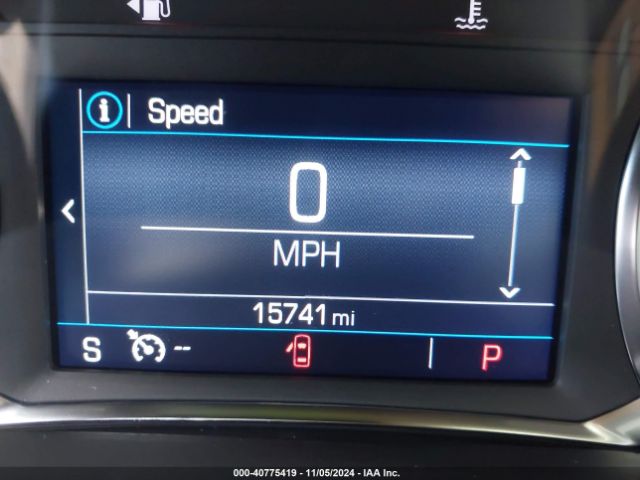 Speed
0
MPH
15741 mi
S -- P
000-40775419 - 11/05/2024 - IAA Inc.